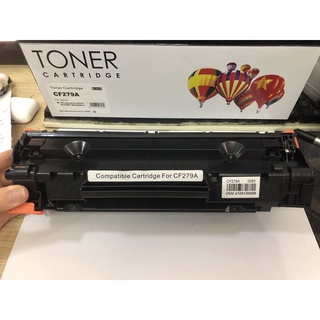 TONER
CARTRIDGE
Toner Cartridge
CF279A
Compatible Cartridge For CF279A
CF279A